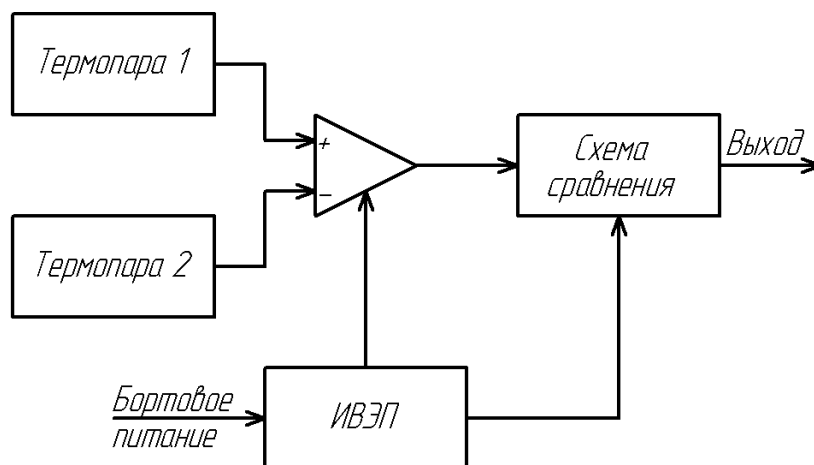 Термопара 1
+
Схема
сравнения
Выход
−
Термопара 2
Бортовое
питание
ИВЭП